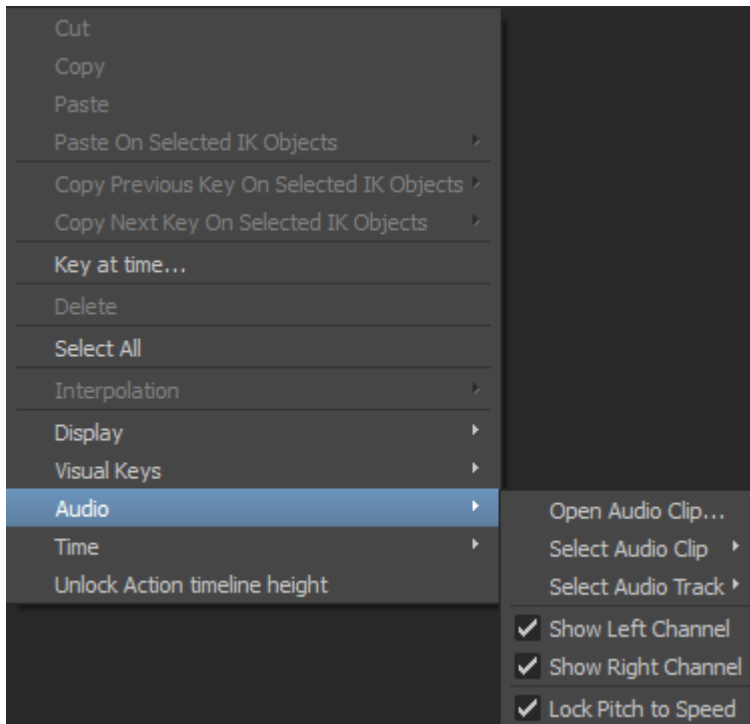 Cut
Copy
Paste
Paste On Selected IK Objects
Copy Previous Key On Selected IK Objects
Copy Next Key On Selected IK Objects
Key at time...
Delete
Select All
Interpolation
Display
Visual Keys
Audio
Time
Unlock Action timeline height
Open Audio Clip...
Select Audio Clip
Select Audio Track
Show Left Channel
Show Right Channel
Lock Pitch to Speed